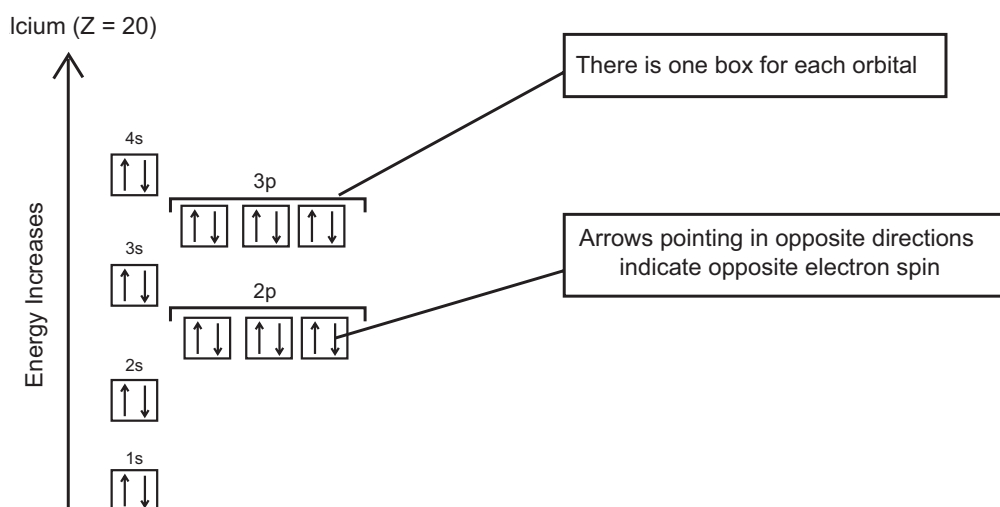 lcium (Z = 20)
There is one box for each orbital
4s
3p
Arrows pointing in opposite directions
indicate opposite electron spin
3s
2p
Energy Increases
2s
1s